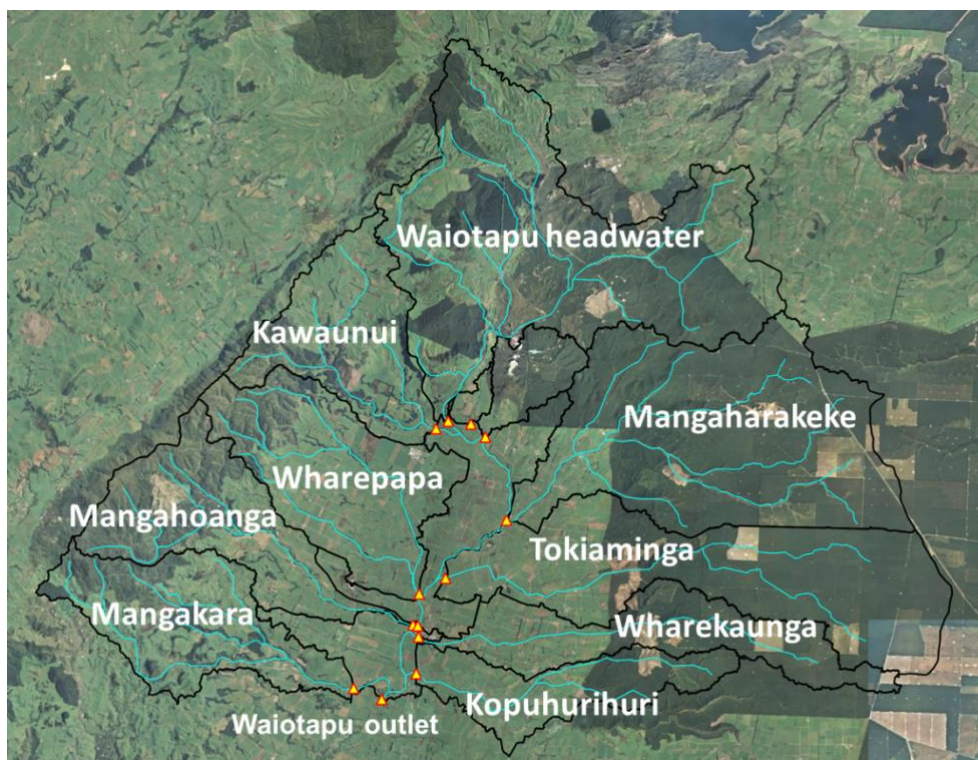 Waiotapu headwater
Kawaunui
Mangaharakeke
Wharepapa
Mangahoanga
Tokiaminga
Mangakara
Wharekaunga
Kopuhurihuri
Waiotapu outlet